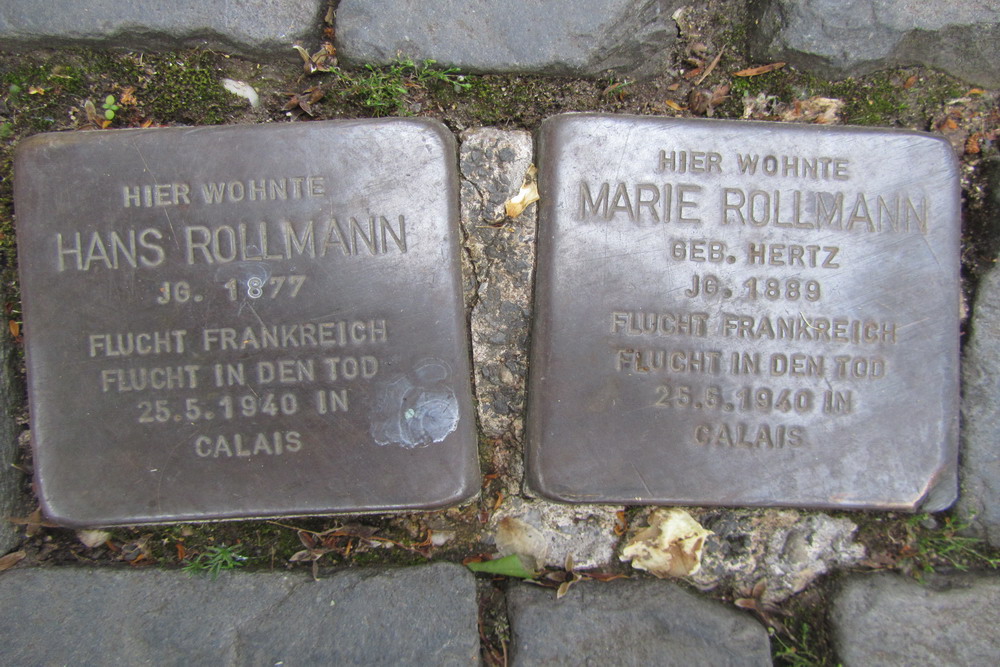 HIER WOHNTE
HANS ROLLMANN
JG. 1877
FLUCHT FRANKREICH
FLUCHT IN DEN TOD
25.5.1940 IN
CALAIS
HIER WOHNTE
MARIE ROLLMANN
GEB. HERTZ
JG. 1889
FLUCHT FRANKREICH
FLUCHT IN DEN TOD
25.5.1940 IN
CALAIS